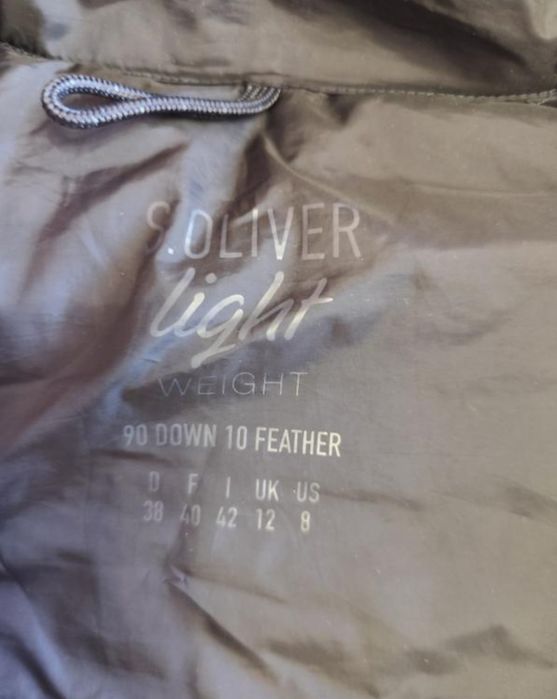 S.OLIVER
light
WEIGHT
90 DOWN 10 FEATHER
D F I UK US
38 40 42 12 8